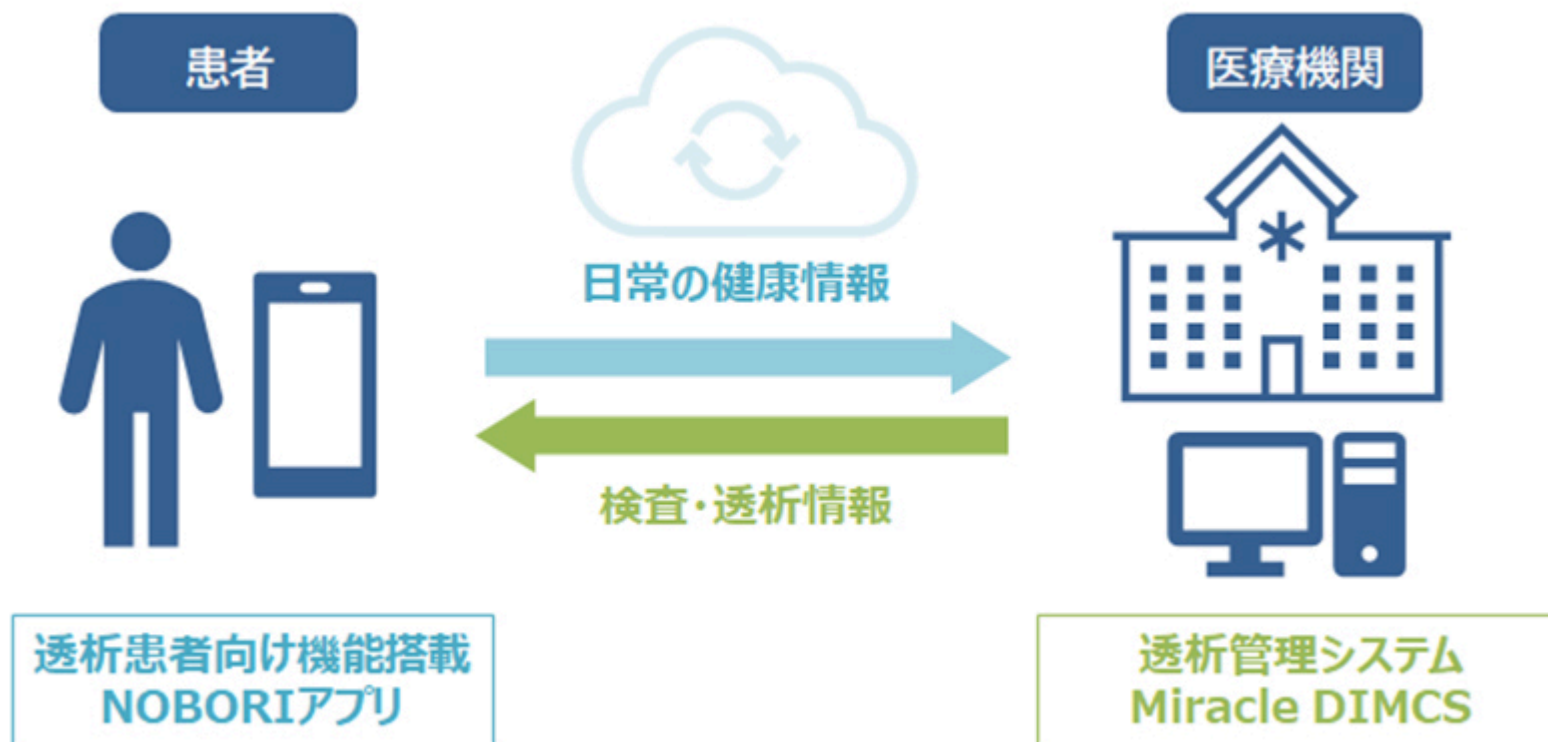 患者
医療機関
日常の健康情報
検査・透析情報
透析患者向け機能搭載
NOBORIアプリ
透析管理システム
Miracle DIMCS